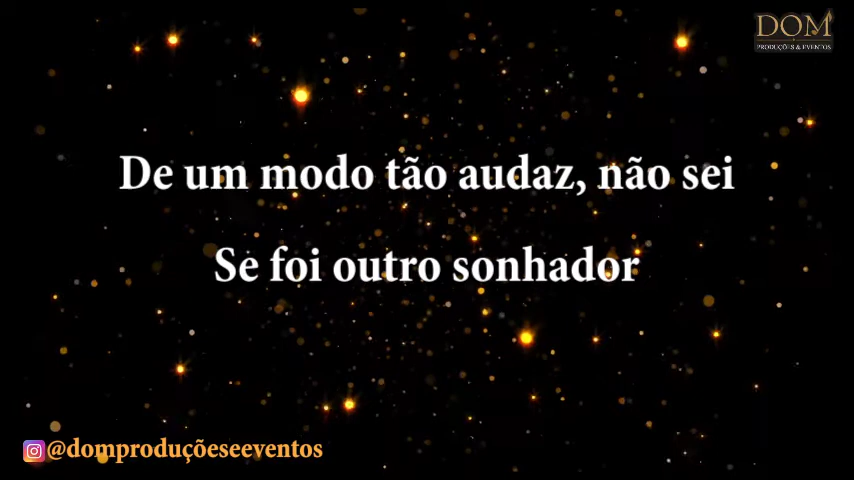 DOM
PRODUÇÕES & EVENTOS
De um modo tão audaz, não sei
Se foi outro sonhador
@domproduçõeseeventos